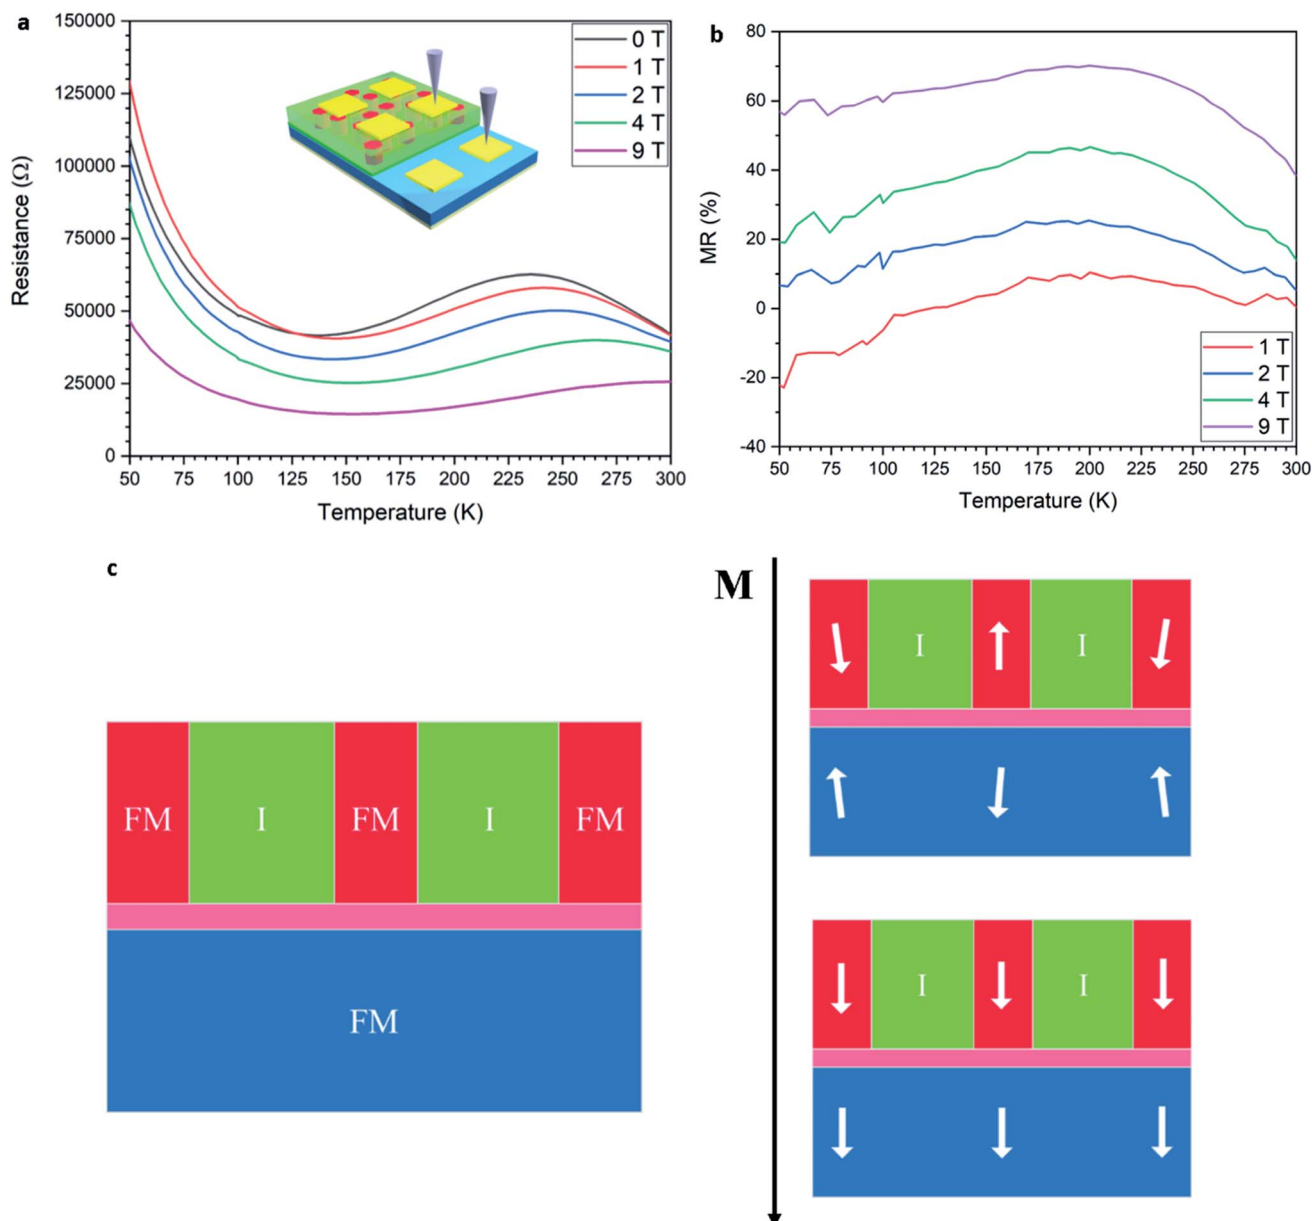 a
150000
125000
100000
75000
50000
25000
0
Resistance (Ω)
50 75 100 125 150 175 200 225 250 275 300
Temperature (K)
0 T
1 T
2 T
4 T
9 T
b
80
60
40
20
0
-20
-40
MR (%)
50 75 100 125 150 175 200 225 250 275 300
Temperature (K)
1 T
2 T
4 T
9 T
c
FM I FM I FM
FM
M
I I
I I